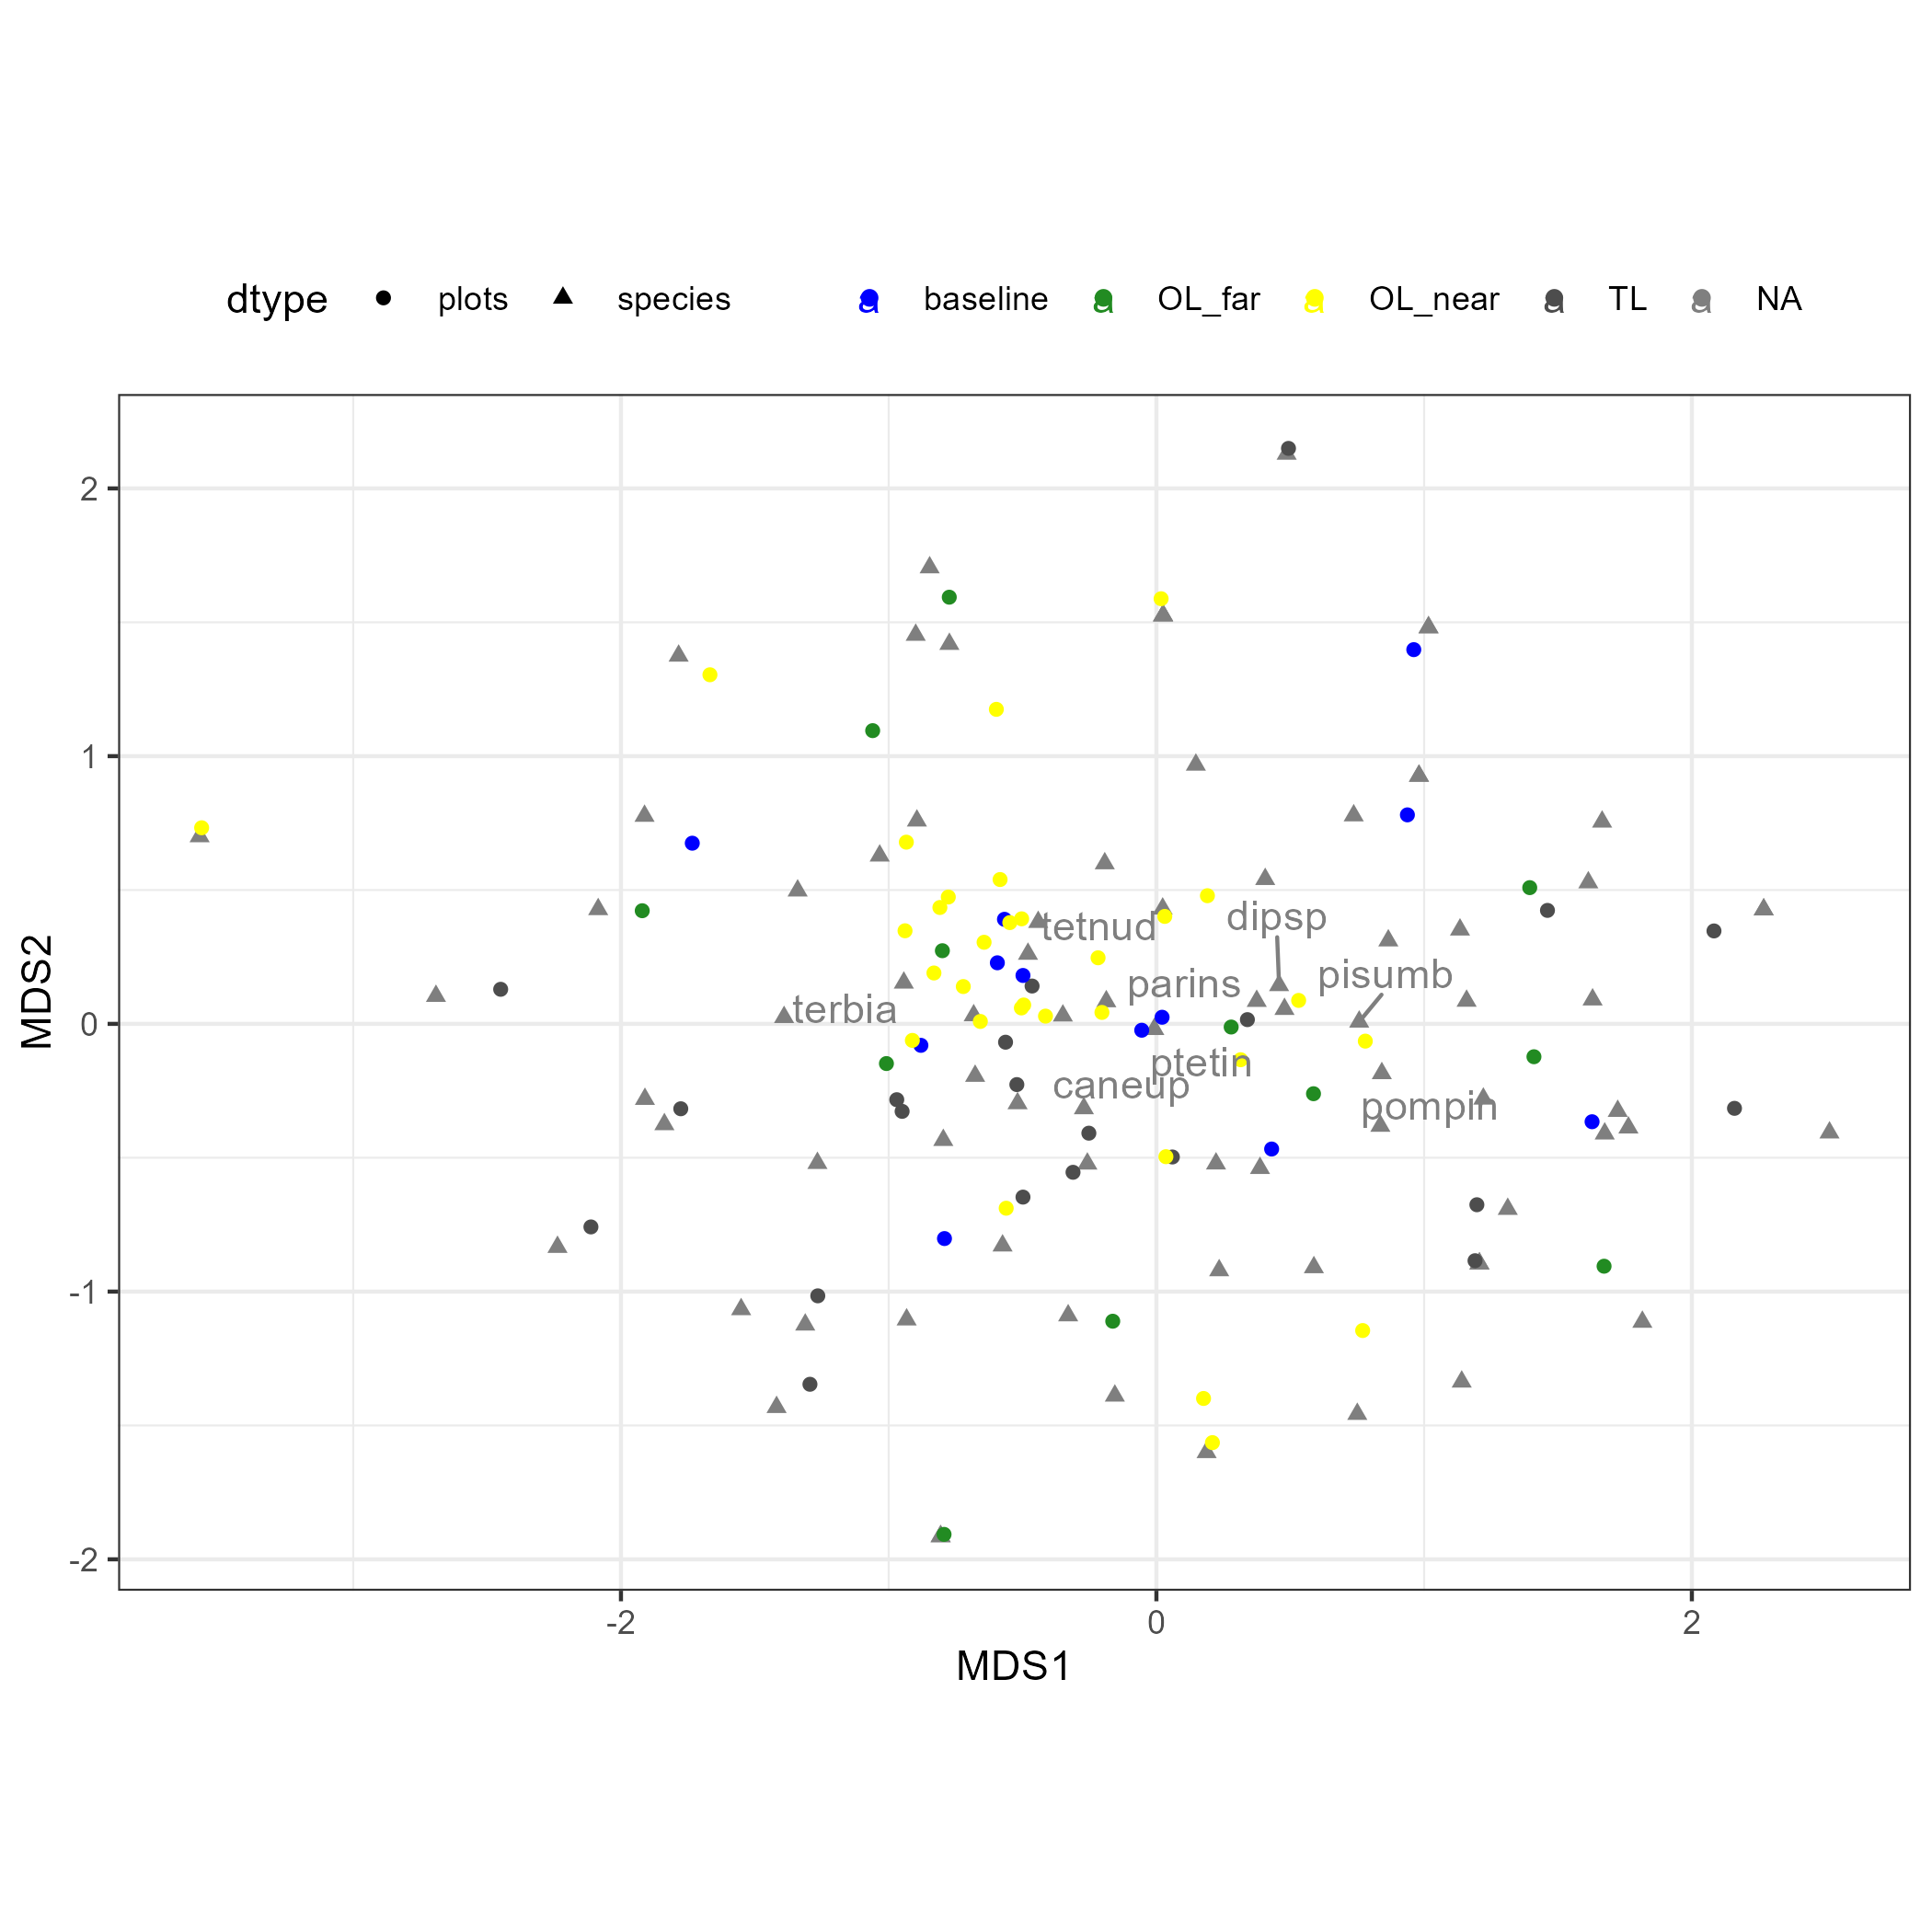 dtype plots species a baseline a OL_far a OL_near a TL a NA
2
1
0
-1
-2
MDS2
tetnud
dipsp
parins
pisumb
terbia
ptetin
caneup
pompin
-2 0 2
MDS1